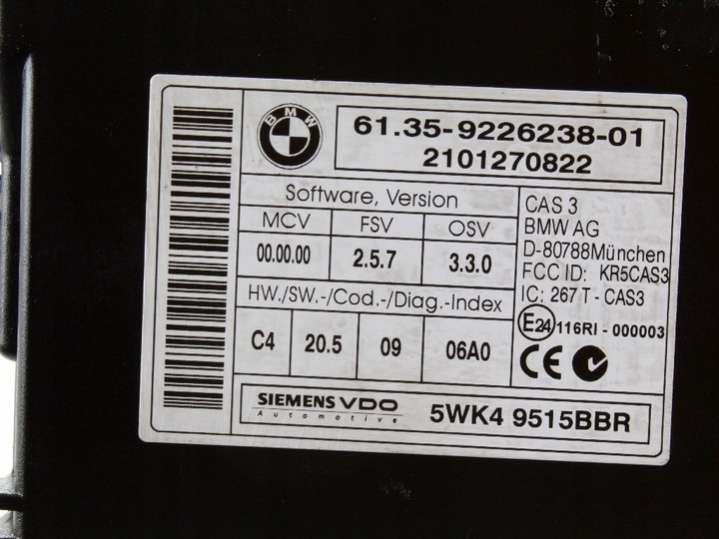 BMW
61.35-9226238-01
2101270822
Software, Version
MCV FSV OSV
00.00.00 2.5.7 3.3.0
HW./SW.-/Cod.-/Diag.-Index
C4 20.5 09 06A0
CAS 3
BMW AG
D-80788München
FCC ID: KR5CAS3
IC: 267 T - CAS3
E24 116RI - 000003
CE
SIEMENS VDO
Automotive
5WK4 9515BBR